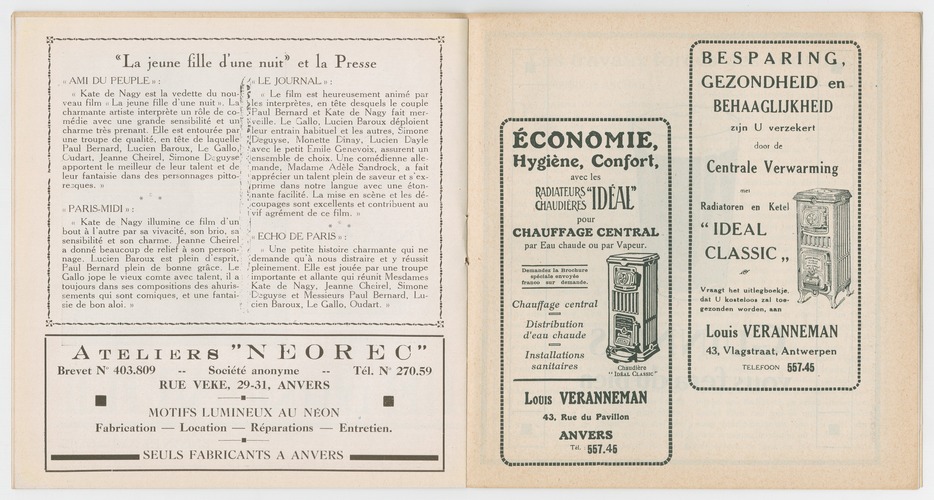 “La jeune fille d'une nuit” et la Presse
« AMI DU PEUPLE » :
« Kate de Nagy est la vedette du nou-
veau film « La jeune fille d'une nuit ». La
charmante artiste interprète un rôle de co-
médie avec une grande sensibilité et un
charme très prenant. Elle est entourée par
une troupe de qualité, en tête de laquelle
Paul Bernard, Lucien Baroux, Le Gallo,
Oudart, Jeanne Cheirel, Simone Deguyse
apportent le meilleur de leur talent et de
leur fantaisie dans des personnages pitto-
resques. »
« PARIS-MIDI » :
« Kate de Nagy illumine ce film d'un
bout à l'autre par sa vivacité, son brio, sa
sensibilité et son charme. Jeanne Cheirel
a donné beaucoup de relief à son person-
nage. Lucien Baroux est plein d'esprit,
Paul Bernard plein de bonne grâce. Le
Gallo joue le vieux comte avec talent, il a
toujours dans ses compositions des ahuris-
sements qui sont comiques, et une fantai-
sie de bon aloi. »
« LE JOURNAL » :
« Le film est heureusement animé par
les interprètes, en tête desquels le couple
Paul Bernard et Kate de Nagy fait mer-
veille. Le Gallo, Lucien Baroux déploient
leur entrain habituel et les autres, Simone
Deguyse, Monette Dinay, Lucien Dayle
avec le petit Emile Genevoix, assurent un
ensemble de choix. Une comédienne alle-
mande, Madame Adèle Sandrock, a fait
apprécier un talent plein de saveur et s'ex-
prime dans notre langue avec une éton-
nante facilité. La mise en scène et les dé-
coupages sont excellents et contribuent au
vif agrément de ce film. »
« ECHO DE PARIS » :
« Une petite histoire charmante qui ne
demande qu'à nous distraire et y réussit
pleinement. Elle est jouée par une troupe
importante et allante qui réunit Mesdames
Kate de Nagy, Jeanne Cheirel, Simone
Deguyse et Messieurs Paul Bernard, Lu-
cien Baroux, Le Gallo, Oudart. »
ATELIERS "NEOREC"
Brevet N° 403.809 -- Société anonyme -- Tél. N° 270.59
RUE VEKE, 29-31, ANVERS
MOTIFS LUMINEUX AU NÉON
Fabrication — Location — Réparations — Entretien.
SEULS FABRICANTS A ANVERS
ÉCONOMIE,
Hygiène, Confort,
avec les
RADIATEURS
CHAUDIÈRES
“IDÉAL”
pour
CHAUFFAGE CENTRAL
par Eau chaude ou par Vapeur.
Demandez la Brochure
spéciale envoyée
franco sur demande.
Chauffage central
Distribution
d'eau chaude
Installations
sanitaires
Chaudière
"IDEAL CLASSIC"
Louis VERANNEMAN
43, Rue du Pavillon
ANVERS
Tél. : 557.45
BESPARING,
GEZONDHEID en
BEHAAGLIJKHEID
zijn U verzekert
door de
Centrale Verwarming
met
Radiatoren en Ketel
“ IDEAL
CLASSIC „
Vraagt het uitlegboekje,
dat U kosteloos zal toe-
gezonden worden, aan
Louis VERANNEMAN
43, Vlagstraat, Antwerpen
TELEFOON 557.45